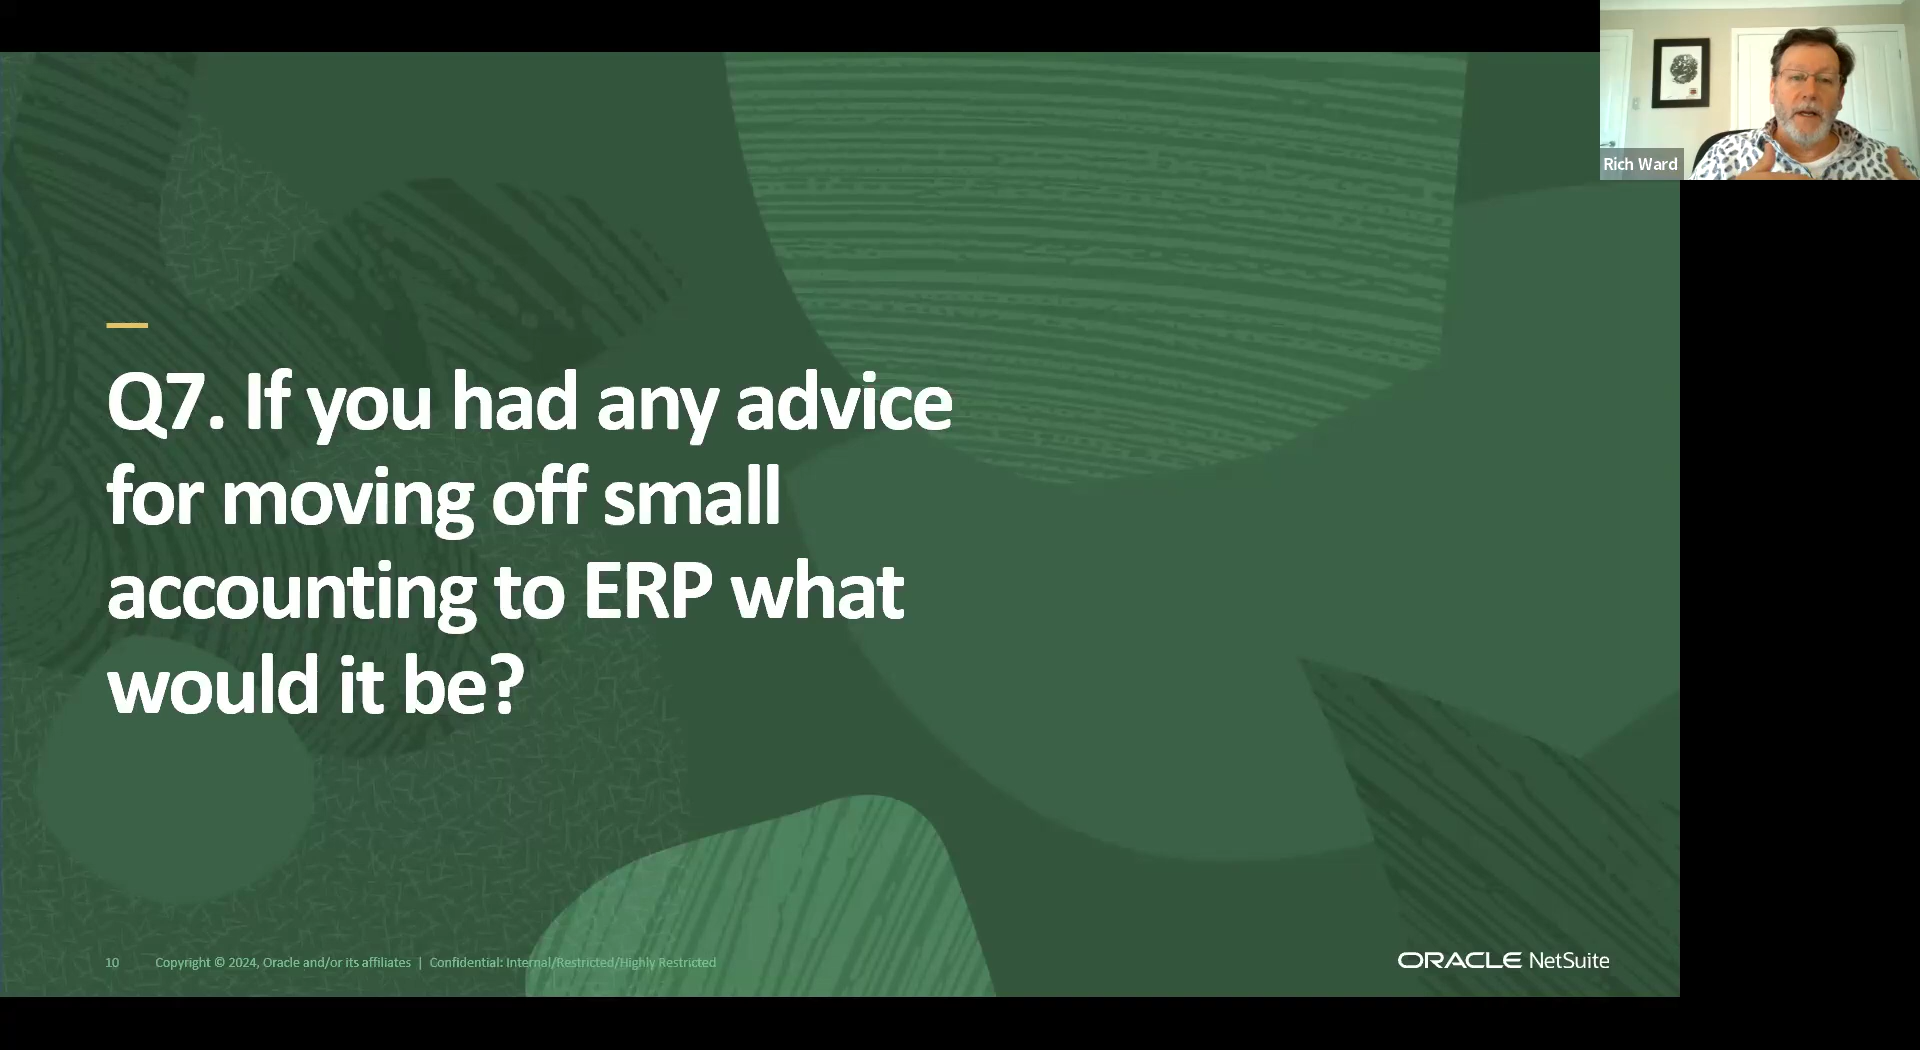 Rich Ward
Q7. If you had any advice
for moving off small
accounting to ERP what
would it be?
10 Copyright © 2024, Oracle and/or its affiliates | Confidential: Internal/Restricted/Highly Restricted
ORACLE NetSuite